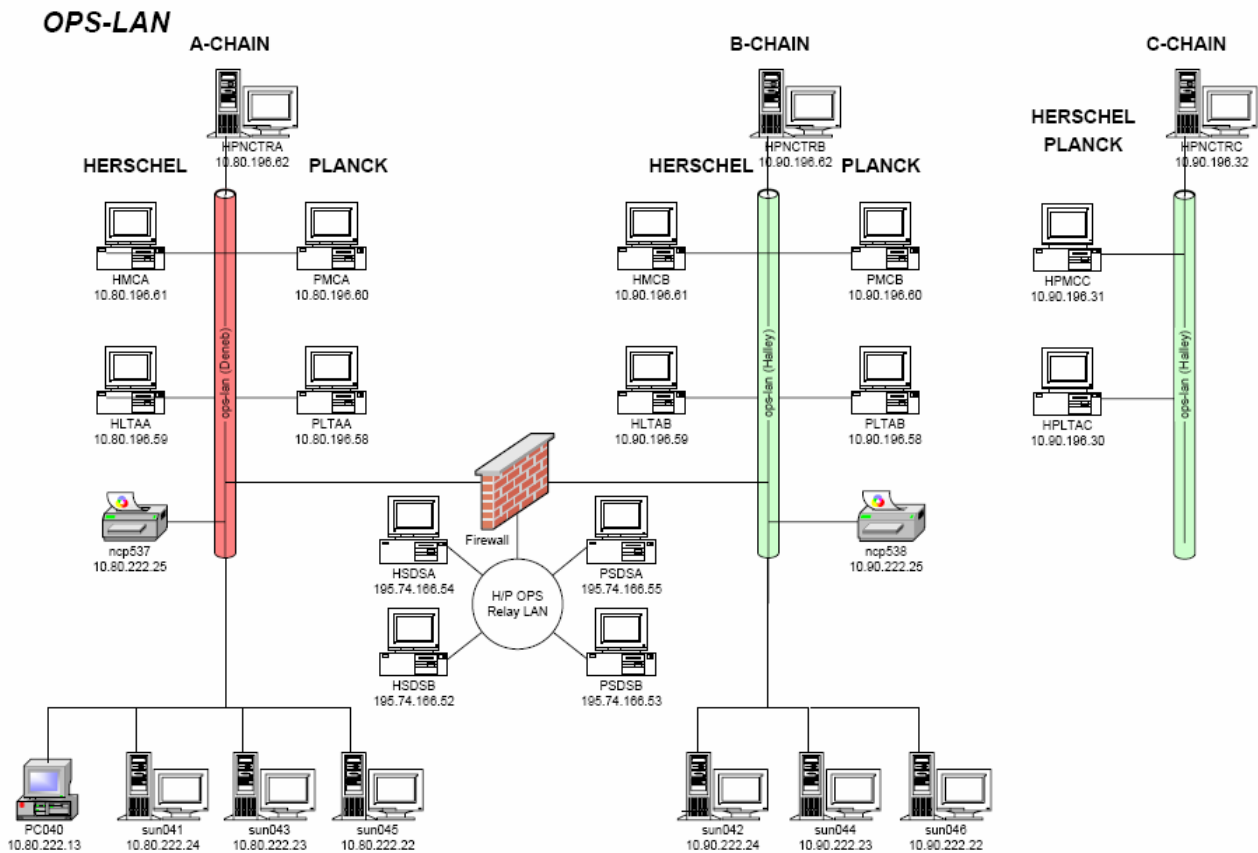 OPS-LAN
A-CHAIN
B-CHAIN
C-CHAIN
HPNCTRA
10.80.196.62
HPNCTRB
10.90.196.62
HERSCHEL
PLANCK
HPNCTRC
10.90.196.32
HERSCHEL
PLANCK
HERSCHEL
PLANCK
HMCA
10.80.196.61
PMCA
10.80.196.60
HMCB
10.90.196.61
PMCB
10.90.196.60
HPMCC
10.90.196.31
ops-lan (Deneb)
ops-lan (Halley)
ops-lan (Halley)
HLTAA
10.80.196.59
PLTAA
10.80.196.58
HLTAB
10.90.196.59
PLTAB
10.90.196.58
HPLTAC
10.90.196.30
ncp537
10.80.222.25
Firewall
ncp538
10.90.222.25
HSDSA
195.74.166.54
PSDSA
195.74.166.55
H/P OPS
Relay LAN
HSDSB
195.74.166.52
PSDSB
195.74.166.53
PC040
10.80.222.13
sun041
10.80.222.24
sun043
10.80.222.23
sun045
10.80.222.22
sun042
10.90.222.24
sun044
10.90.222.23
sun046
10.90.222.22